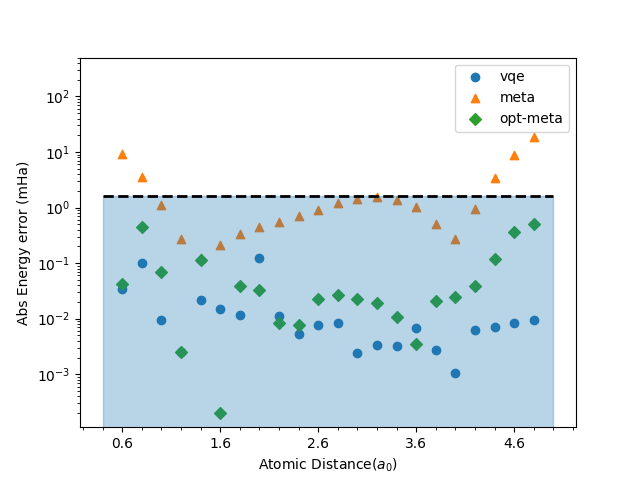 vqe
meta
opt-meta
Abs Energy error (mHa)
10²
10¹
10⁰
10⁻¹
10⁻²
10⁻³
0.6 1.6 2.6 3.6 4.6
Atomic Distance(a₀)